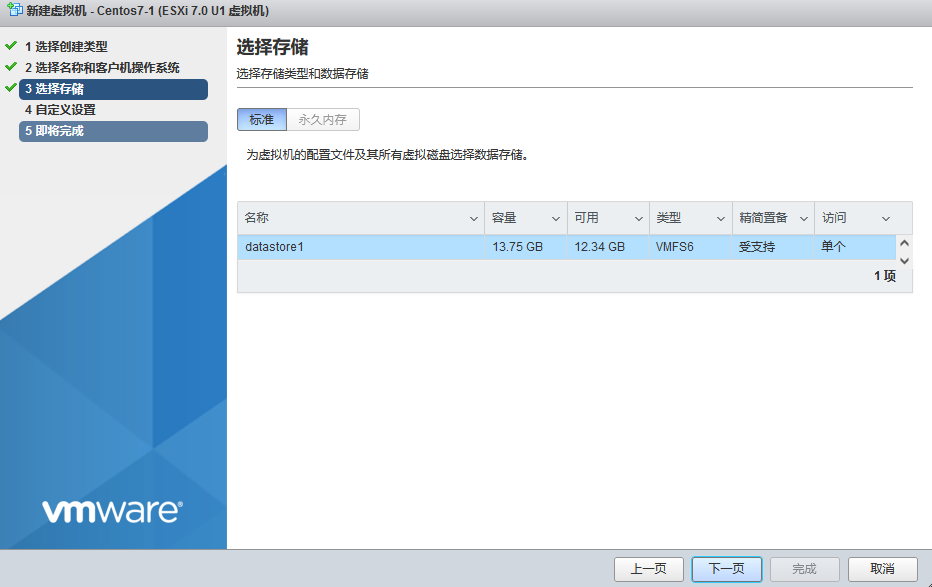 新建虚拟机 - Centos7-1 (ESXi 7.0 U1 虚拟机)
1 选择创建类型
2 选择名称和客户机操作系统
3 选择存储
4 自定义设置
5 即将完成
选择存储
选择存储类型和数据存储
标准 永久内存
为虚拟机的配置文件及其所有虚拟磁盘选择数据存储。
名称 容量 可用 类型 精简置备 访问
datastore1 13.75 GB 12.34 GB VMFS6 受支持 单个
1 项
vmware®
上一页 下一页 完成 取消